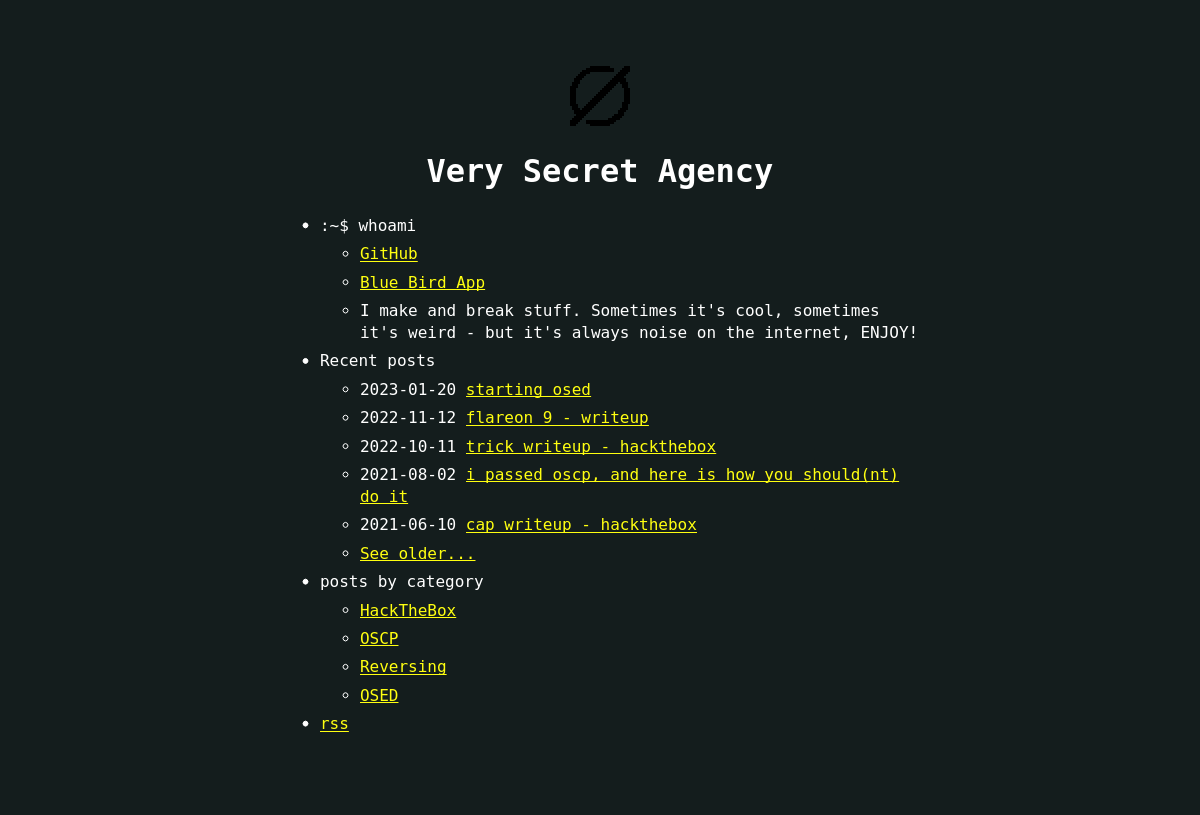 Very Secret Agency
:~$ whoami
GitHub
Blue Bird App
I make and break stuff. Sometimes it's cool, sometimes
it's weird - but it's always noise on the internet, ENJOY!
Recent posts
2023-01-20 starting osed
2022-11-12 flareon 9 - writeup
2022-10-11 trick writeup - hackthebox
2021-08-02 i passed oscp, and here is how you should(nt)
do it
2021-06-10 cap writeup - hackthebox
See older...
posts by category
HackTheBox
OSCP
Reversing
OSED
rss